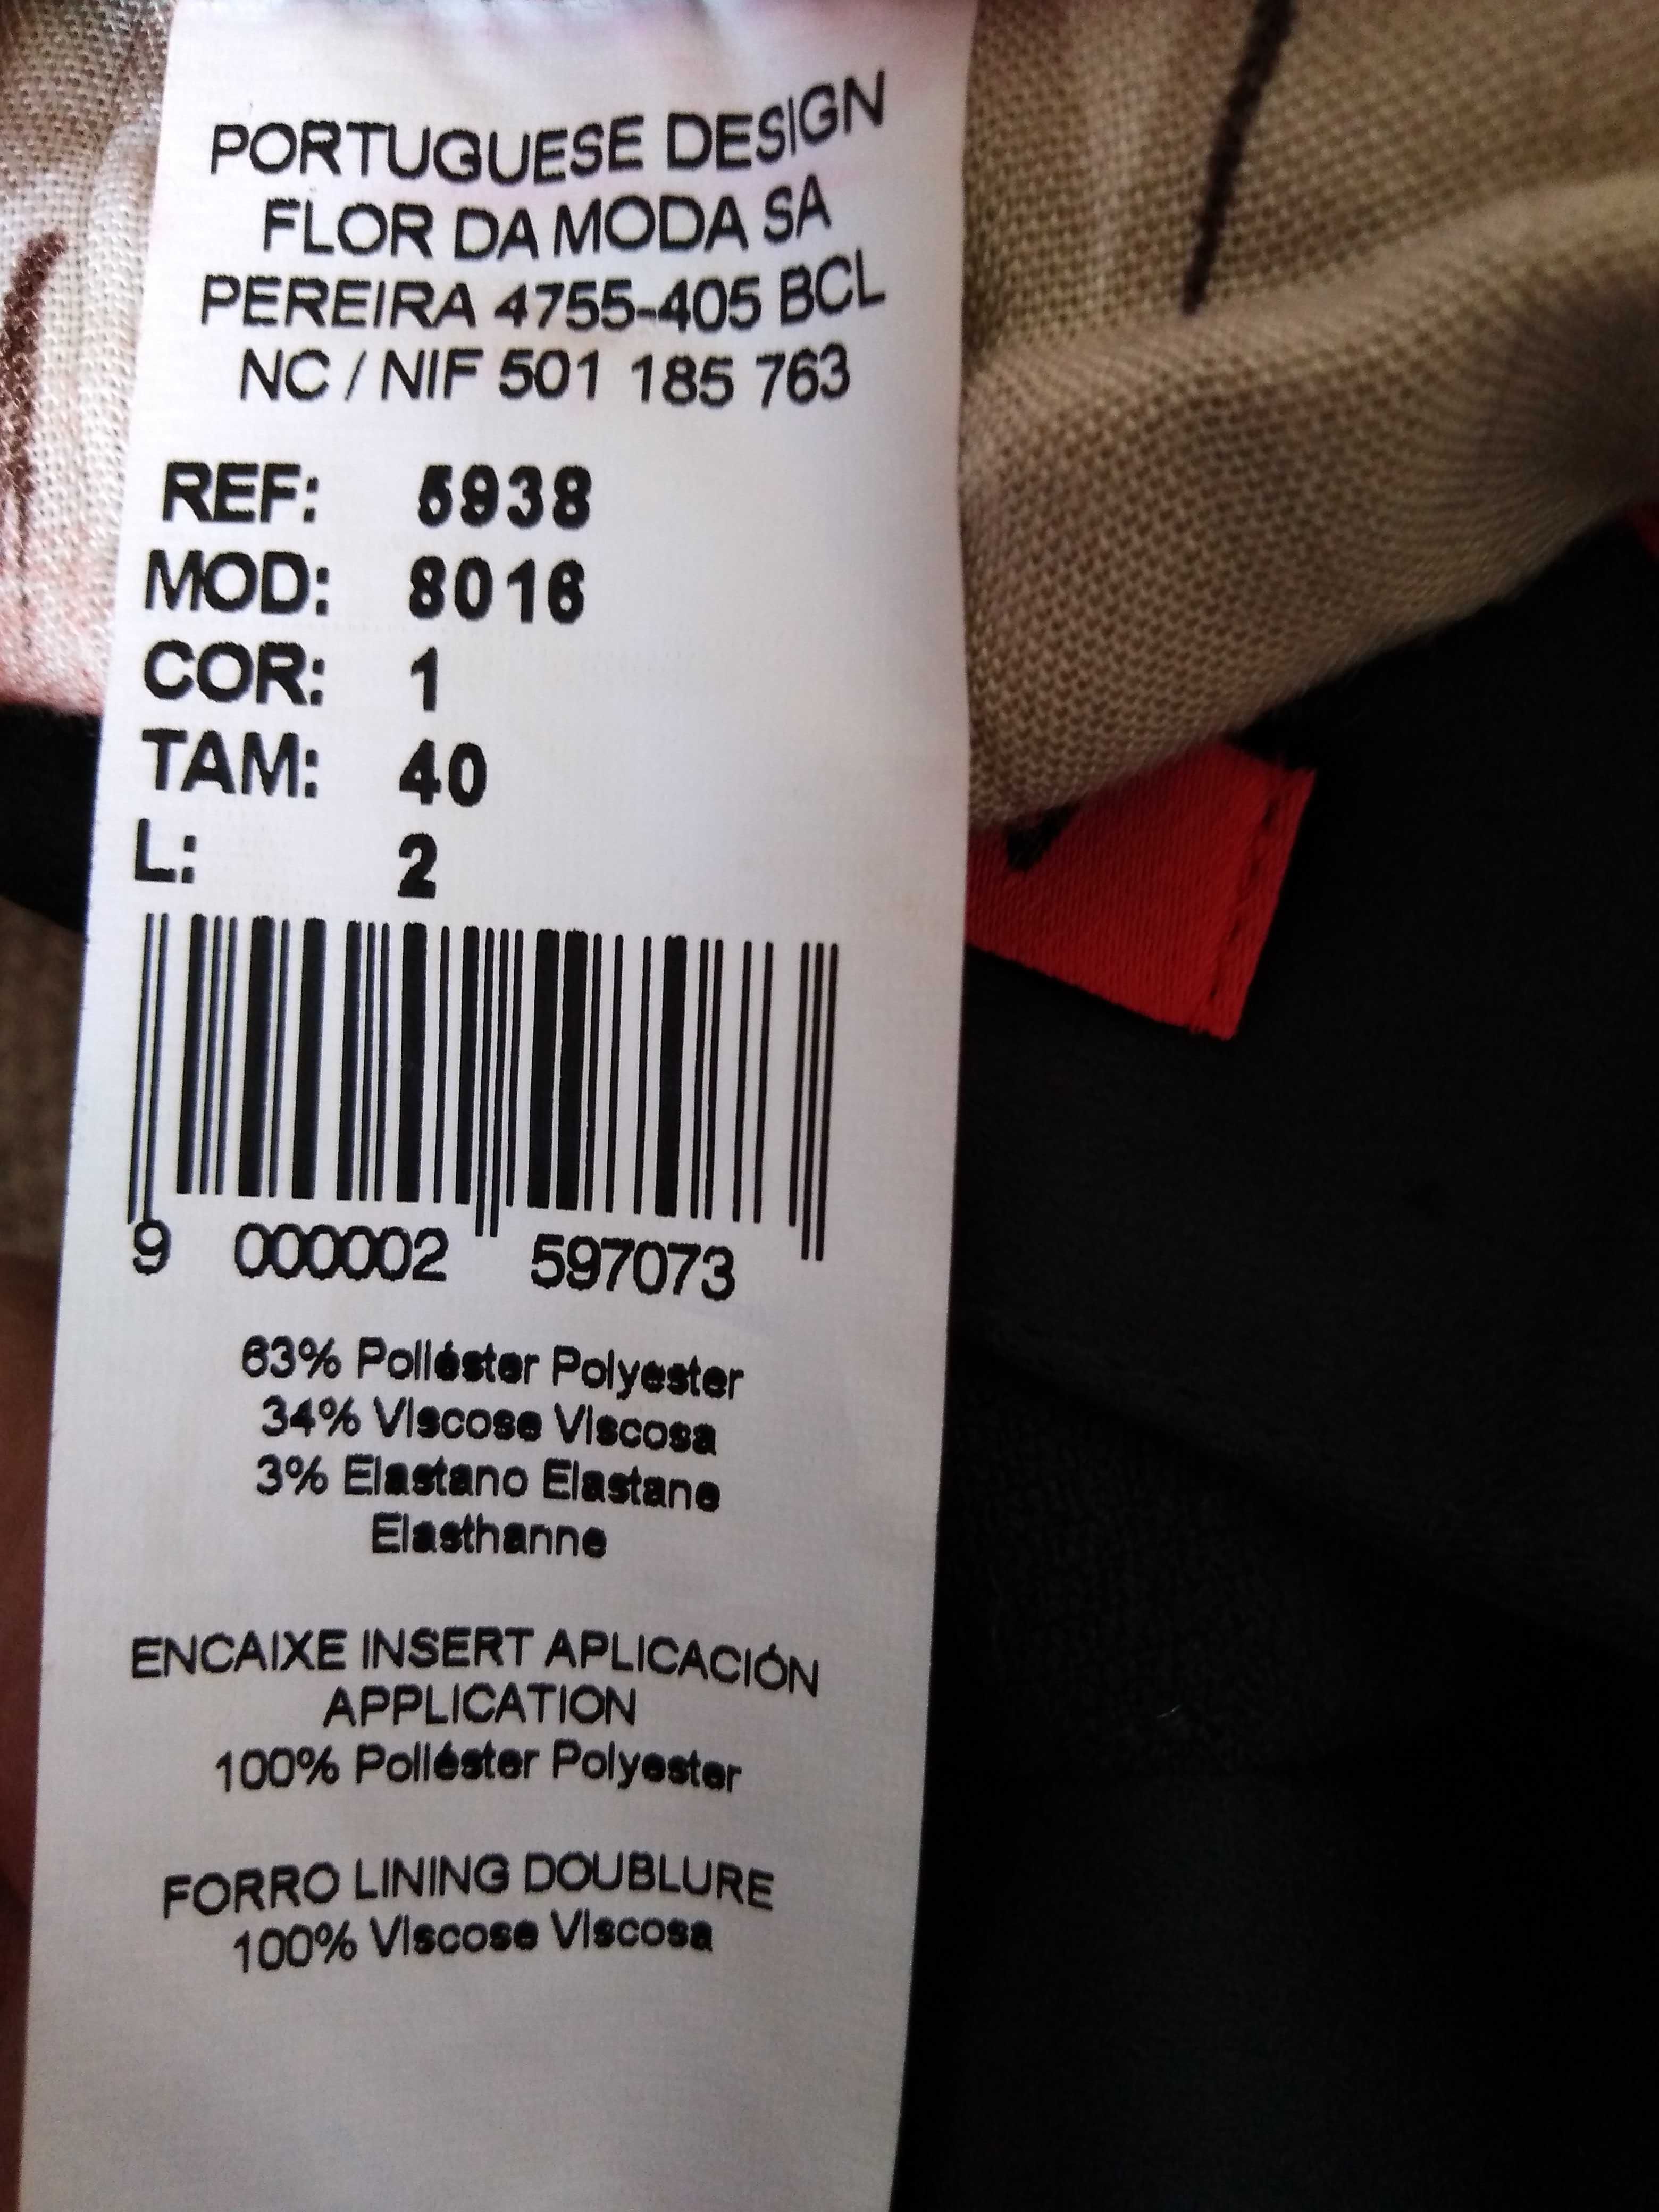 PORTUGUESE DESIGN
FLOR DA MODA SA
PEREIRA 4755-405 BCL
NC / NIF 501 185 763
REF: 5938
MOD: 8016
COR: 1
TAM: 40
L: 2
9 000002 597073
63% Poliéster Polyester
34% Viscose Viscosa
3% Elastano Elastane
Elasthanne
ENCAIXE INSERT APLICACIÓN
APPLICATION
100% Poliéster Polyester
FORRO LINING DOUBLURE
100% Viscose Viscosa